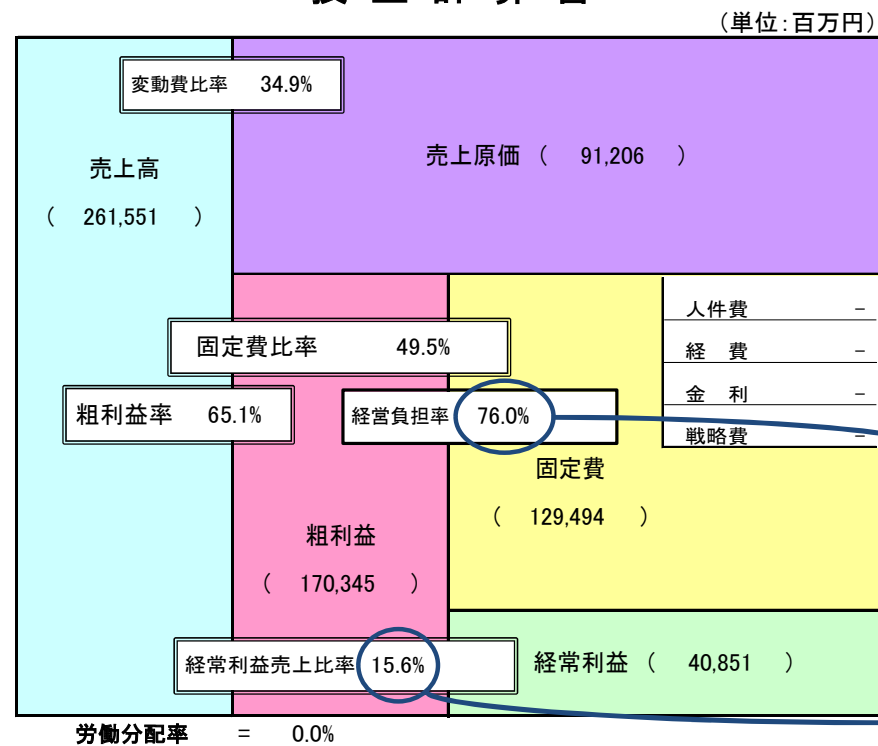 （単位：百万円）
変動費比率 34.9%
売上原価（ 91,206 ）
売上高
（ 261,551 ）
人件費 -
固定費比率 49.5%
経 費 -
金 利 -
粗利益率 65.1%
経営負担率 76.0%
戦略費 -
固定費
（ 129,494 ）
粗利益
（ 170,345 ）
経常利益売上比率 15.6%
経常利益（ 40,851 ）
労働分配率 = 0.0%